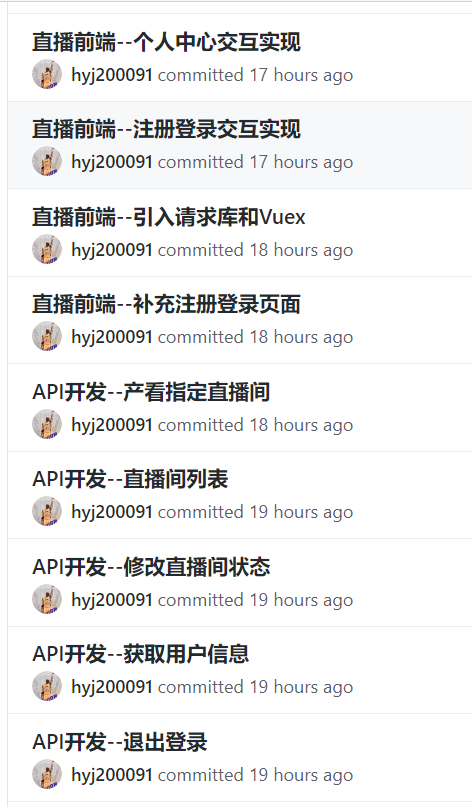 直播前端--个人中心交互实现
hyj200091 committed 17 hours ago
直播前端--注册登录交互实现
hyj200091 committed 17 hours ago
直播前端--引入请求库和Vuex
hyj200091 committed 18 hours ago
直播前端--补充注册登录页面
hyj200091 committed 18 hours ago
API开发--产看指定直播间
hyj200091 committed 18 hours ago
API开发--直播间列表
hyj200091 committed 19 hours ago
API开发--修改直播间状态
hyj200091 committed 19 hours ago
API开发--获取用户信息
hyj200091 committed 19 hours ago
API开发--退出登录
hyj200091 committed 19 hours ago